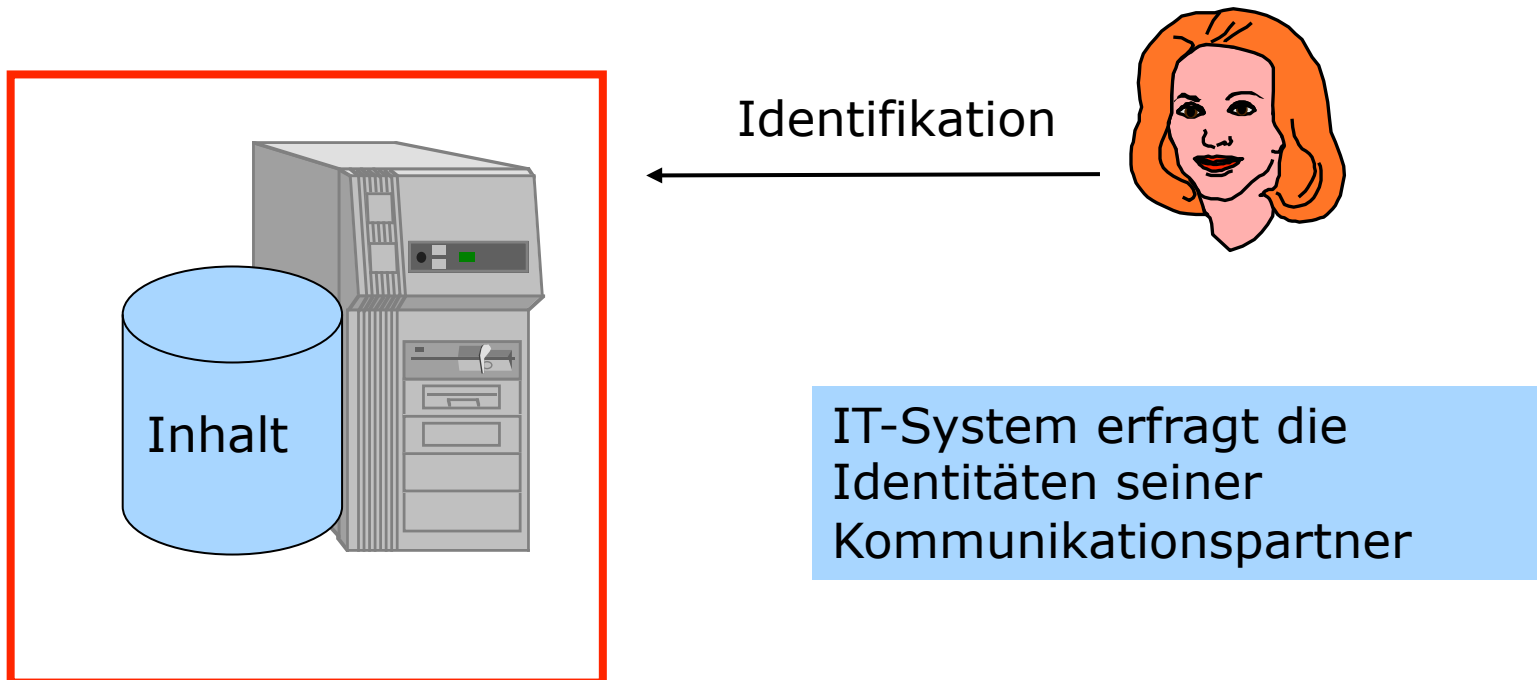 Identifikation
Inhalt
IT-System erfragt die
Identitäten seiner
Kommunikationspartner